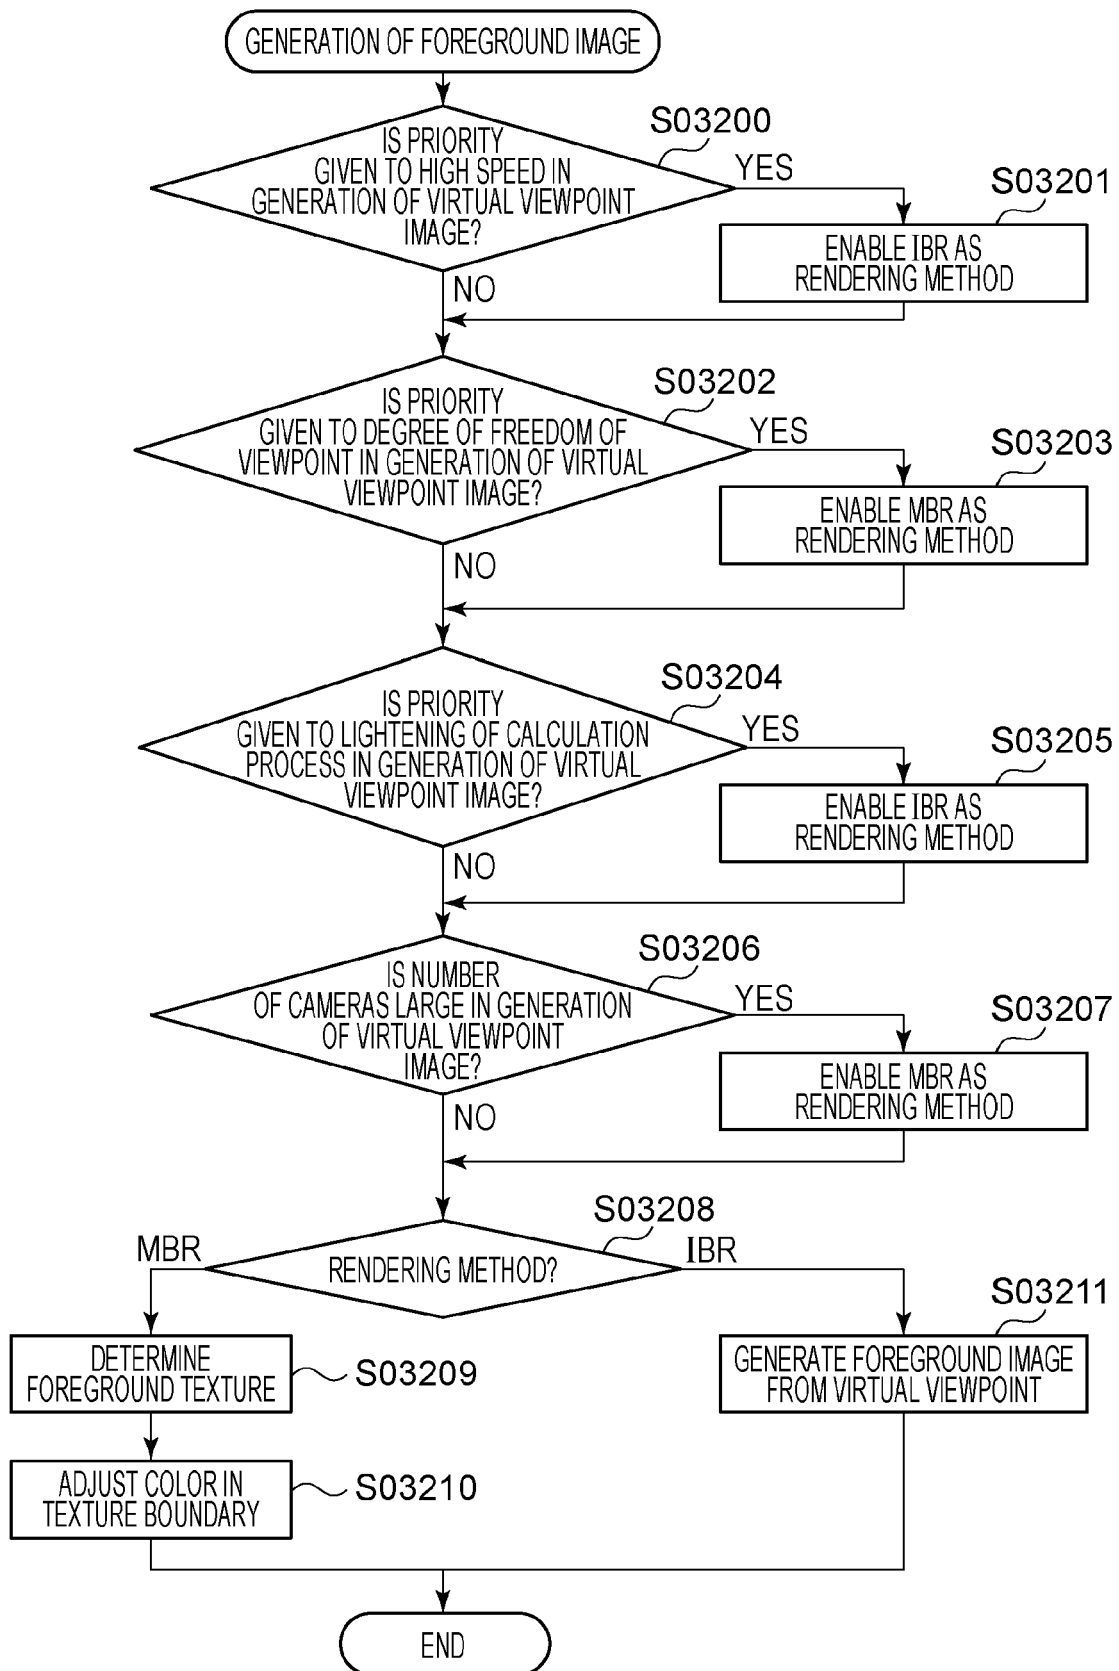 GENERATION OF FOREGROUND IMAGE
S03200
IS PRIORITY
GIVEN TO HIGH SPEED IN
GENERATION OF VIRTUAL VIEWPOINT
IMAGE?
YES
S03201
ENABLE IBR AS
RENDERING METHOD
NO
S03202
IS PRIORITY
GIVEN TO DEGREE OF FREEDOM OF
VIEWPOINT IN GENERATION OF VIRTUAL
VIEWPOINT IMAGE?
YES
S03203
ENABLE MBR AS
RENDERING METHOD
NO
S03204
IS PRIORITY
GIVEN TO LIGHTENING OF CALCULATION
PROCESS IN GENERATION OF VIRTUAL
VIEWPOINT IMAGE?
YES
S03205
ENABLE IBR AS
RENDERING METHOD
NO
S03206
IS NUMBER
OF CAMERAS LARGE IN GENERATION
OF VIRTUAL VIEWPOINT
IMAGE?
YES
S03207
ENABLE MBR AS
RENDERING METHOD
NO
S03208
MBR
RENDERING METHOD?
IBR
S03211
DETERMINE
FOREGROUND TEXTURE
S03209
GENERATE FOREGROUND IMAGE
FROM VIRTUAL VIEWPOINT
ADJUST COLOR IN
TEXTURE BOUNDARY
S03210
END